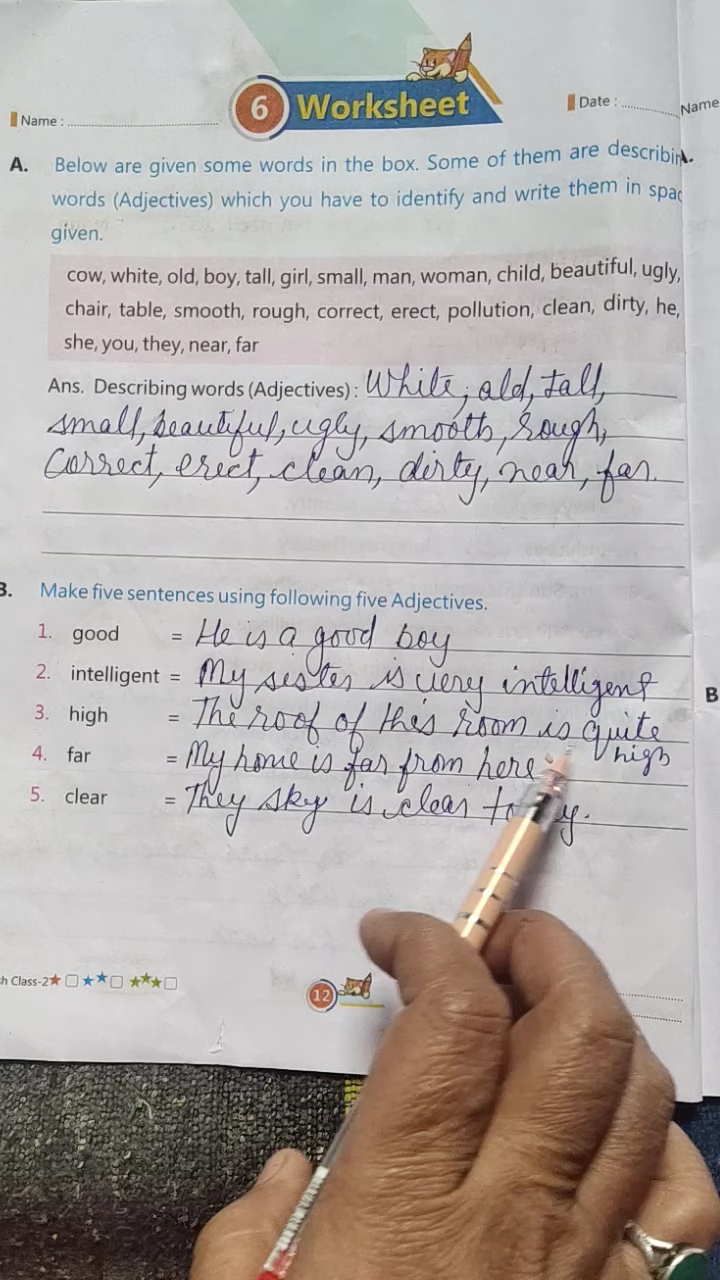 6 Worksheet
Name :
Date :
Name
A. Below are given some words in the box. Some of them are describin
words (Adjectives) which you have to identify and write them in spac
given.
cow, white, old, boy, tall, girl, small, man, woman, child, beautiful, ugly,
chair, table, smooth, rough, correct, erect, pollution, clean, dirty, he,
she, you, they, near, far
Ans. Describing words (Adjectives) : White, ald, tall,
small, beautiful, ugly, smooth, rough,
Correct, erect, clean, dirty, near, far.
B. Make five sentences using following five Adjectives.
1. good = He is a good boy
2. intelligent = My sister is very intelligent
3. high = The roof of this room is quite
high
4. far = My home is far from here
5. clear = They sky is clear
B
h Class-2
12